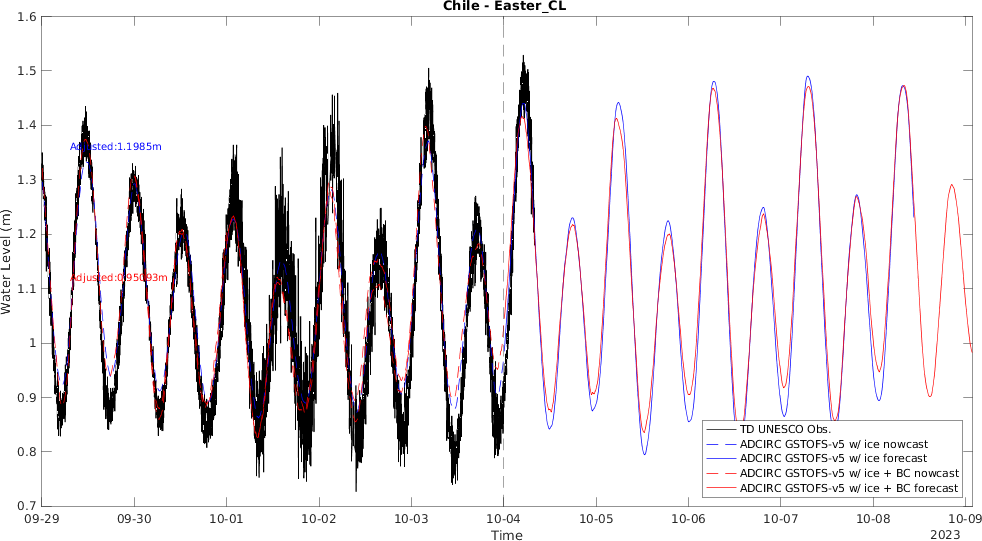 Chile - Easter_CL
1.6
1.5
1.4
1.3
1.2
1.1
1
0.9
0.8
0.7
Water Level (m)
Adjusted:1.1985m
Adjusted:0.95093m
TD UNESCO Obs.
ADCIRC GSTOFS-v5 w/ ice nowcast
ADCIRC GSTOFS-v5 w/ ice forecast
ADCIRC GSTOFS-v5 w/ ice + BC nowcast
ADCIRC GSTOFS-v5 w/ ice + BC forecast
09-29 09-30 10-01 10-02 10-03 10-04 10-05 10-06 10-07 10-08 10-09
Time
2023